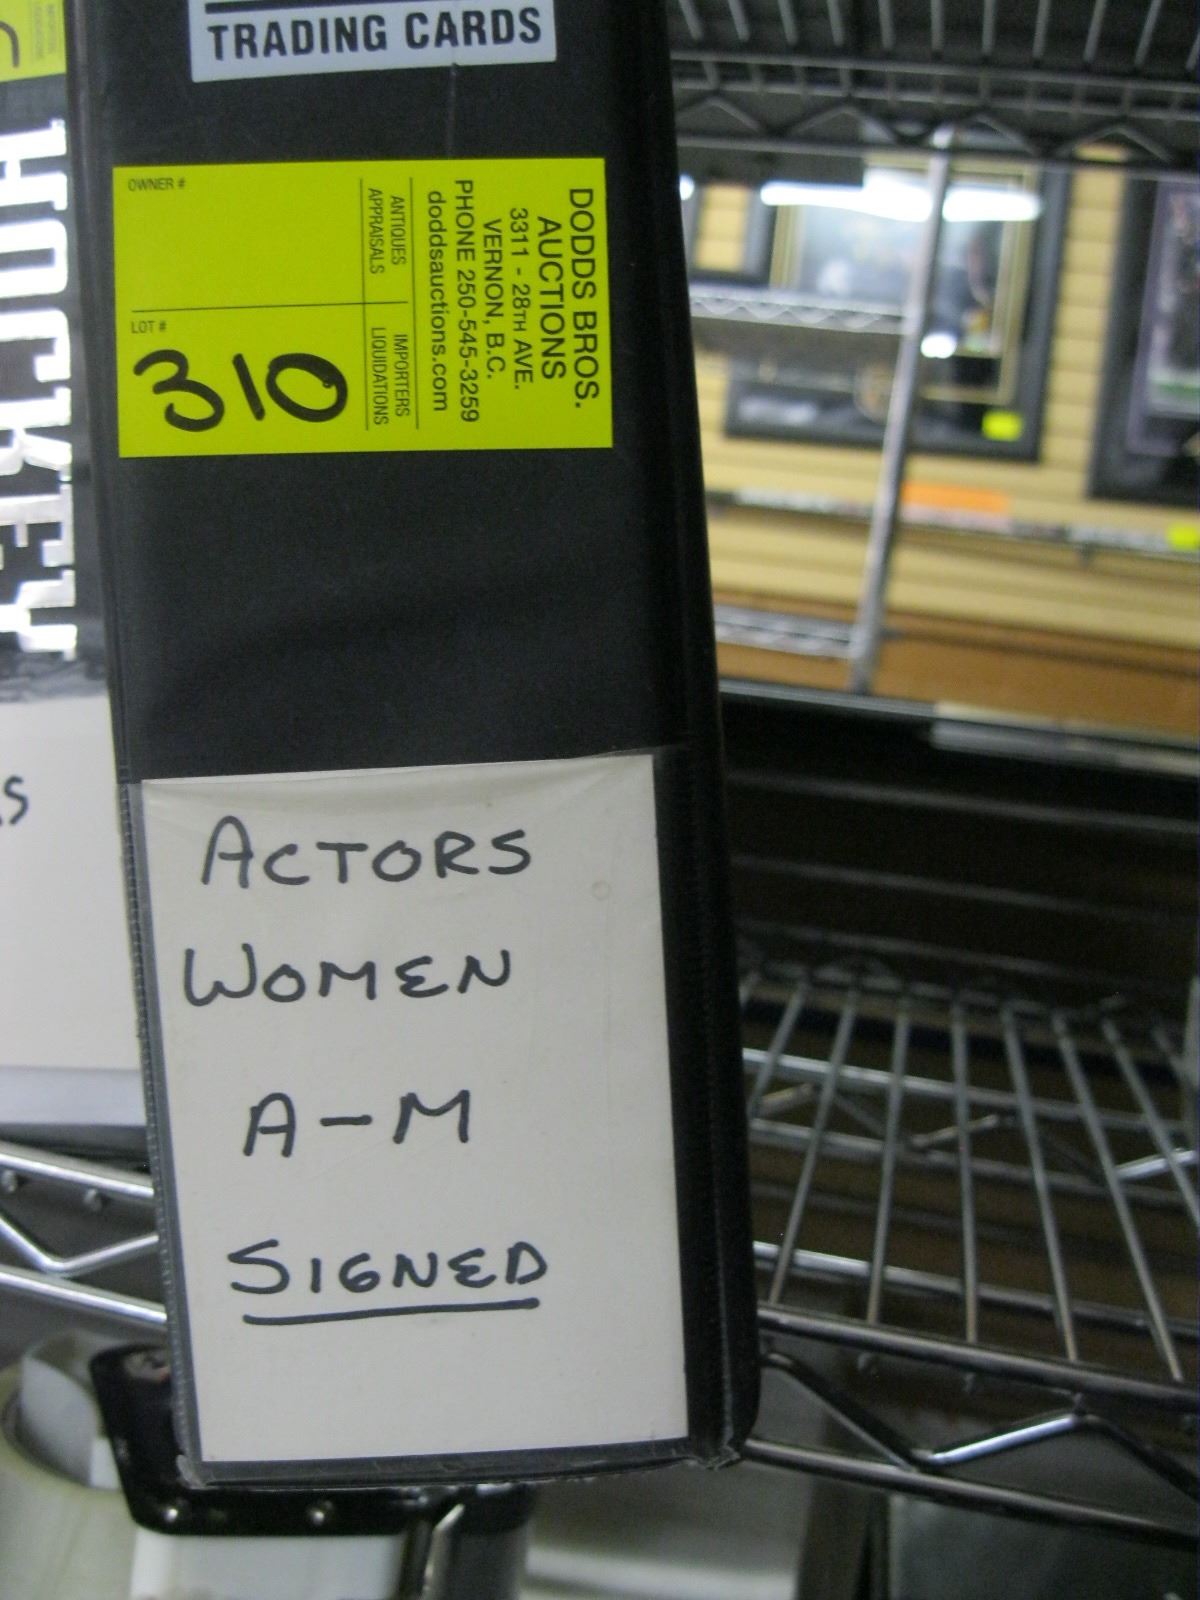 TRADING CARDS
DODDS BROS.
AUCTIONS
3311 - 28TH AVE.
VERNON, B.C.
PHONE 250-545-3259
doddsauctions.com
ANTIQUES
APPRAISALS
IMPORTERS
LIQUIDATIONS
OWNER #
LOT #
310
HOCKEY
ACTORS
WOMEN
A-M
SIGNED